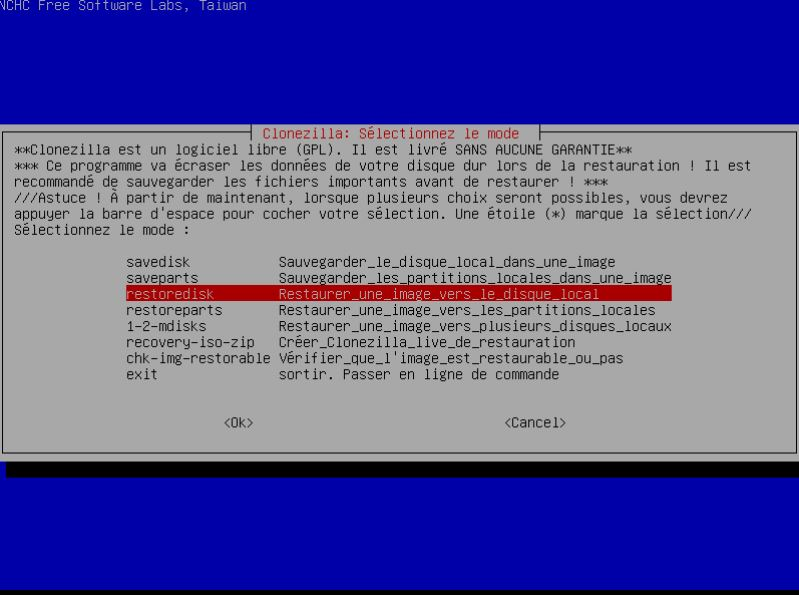 NCHC Free Software Labs, Taiwan
Clonezilla: Sélectionnez le mode
**Clonezilla est un logiciel libre (GPL). Il est livré SANS AUCUNE GARANTIE**
*** Ce programme va écraser les données de votre disque dur lors de la restauration ! Il est
recommandé de sauvegarder les fichiers importants avant de restaurer ! ***
///Astuce ! À partir de maintenant, lorsque plusieurs choix seront possibles, vous devrez
appuyer la barre d'espace pour cocher votre sélection. Une étoile (*) marque la sélection///
Sélectionnez le mode :
savedisk Sauvegarder_le_disque_local_dans_une_image
saveparts Sauvegarder_les_partitions_locales_dans_une_image
restoredisk Restaurer_une_image_vers_le_disque_local
restoreparts Restaurer_une_image_vers_les_partitions_locales
1-2-mdisks Restaurer_une_image_vers_plusieurs_disques_locaux
recovery-iso-zip Créer_Clonezilla_live_de_restauration
chk-img-restorable Vérifier_que_l'image_est_restaurable_ou_pas
exit sortir. Passer en ligne de commande
<Ok> <Cancel>